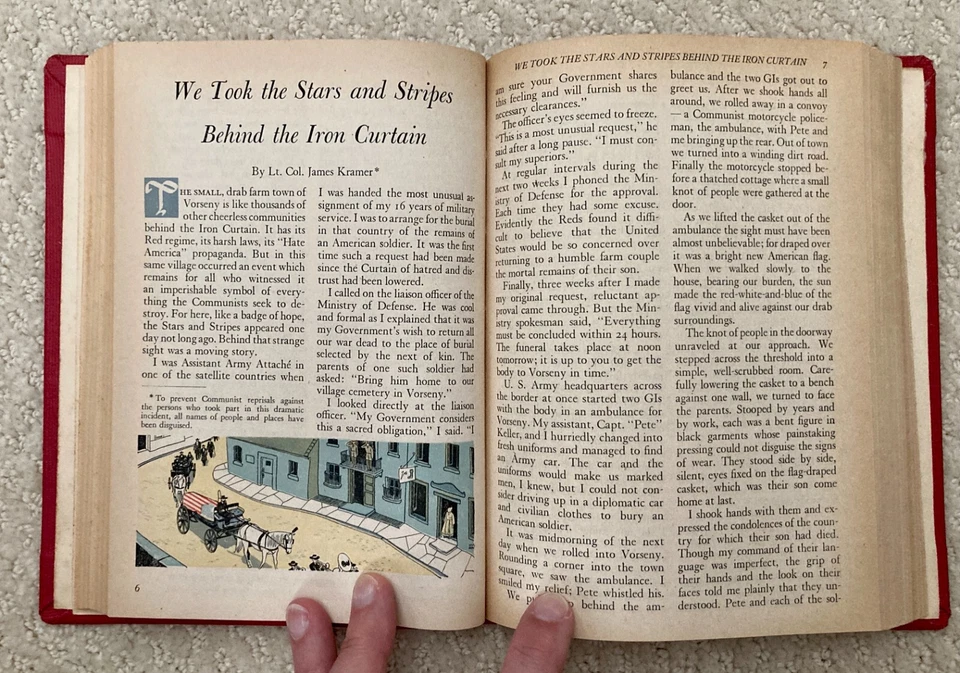 We Took the Stars and Stripes
Behind the Iron Curtain
By Lt. Col. James Kramer*
THE SMALL, drab farm town of
Vorseny is like thousands of
other cheerless communities
behind the Iron Curtain. It has its
Red regime, its harsh laws, its "Hate
America" propaganda. But in this
same village occurred an event which
remains for all who witnessed it
an imperishable symbol of every-
thing the Communists seek to de-
stroy. For here, like a badge of hope,
the Stars and Stripes appeared one
day not long ago. Behind that strange
sight was a moving story.
I was Assistant Army Attaché in
one of the satellite countries when
*To prevent Communist reprisals against
the persons who took part in this dramatic
incident, all names of people and places have
been disguised.
I was handed the most unusual as-
signment of my 16 years of military
service. I was to arrange for the burial
in that country of the remains of
an American soldier. It was the first
time such a request had been made
since the Curtain of hatred and dis-
trust had been lowered.
I called on the liaison officer of the
Ministry of Defense. He was cool
and formal as I explained that it was
my Government's wish to return all
our war dead to the place of burial
selected by the next of kin. The
parents of one such soldier had
asked: "Bring him home to our
village cemetery in Vorseny."
I looked directly at the liaison
officer. "My Government considers
this a sacred obligation," I said. "I
6
WE TOOK THE STARS AND STRIPES BEHIND THE IRON CURTAIN 7
am sure your Government shares
this feeling and will furnish us the
necessary clearances."
The officer's eyes seemed to freeze.
"This is a most unusual request," he
said after a long pause. "I must con-
sult my superiors."
At regular intervals during the
next two weeks I phoned the Min-
istry of Defense for the approval.
Each time they had some excuse.
Evidently the Reds found it diffi-
cult to believe that the United
States would be so concerned over
returning to a humble farm couple
the mortal remains of their son.
Finally, three weeks after I made
my original request, reluctant ap-
proval came through. But the Min-
istry spokesman said, "Everything
must be concluded within 24 hours.
The funeral takes place at noon
tomorrow; it is up to you to get the
body to Vorseny in time."
U. S. Army headquarters across
the border at once started two GIs
with the body in an ambulance for
Vorseny. My assistant, Capt. "Pete"
Keller, and I hurriedly changed into
fresh uniforms and managed to find
an Army car. The car and the
uniforms would make us marked
men, I knew, but I could not con-
sider driving up in a diplomatic car
and civilian clothes to bury an
American soldier.
It was midmorning of the next
day when we rolled into Vorseny.
Rounding a corner into the town
square, we saw the ambulance. I
smiled my relief; Pete whistled his.
We behind the am-
bulance and the two GIs got out to
greet us. After we shook hands all
around, we rolled away in a convoy
— a Communist motorcycle police-
man, the ambulance, with Pete and
me bringing up the rear. Out of town
we turned into a winding dirt road.
Finally the motorcycle stopped be-
fore a thatched cottage where a small
knot of people were gathered at the
door.
As we lifted the casket out of the
ambulance the sight must have been
almost unbelievable; for draped over
it was a bright new American flag.
When we walked slowly to the
house, bearing our burden, the sun
made the red-white-and-blue of the
flag vivid and alive against our drab
surroundings.
The knot of people in the doorway
unraveled at our approach. We
stepped across the threshold into a
simple, well-scrubbed room. Care-
fully lowering the casket to a bench
against one wall, we turned to face
the parents. Stooped by years and
by work, each was a bent figure in
black garments whose painstaking
pressing could not disguise the signs
of wear. They stood side by side,
silent, eyes fixed on the flag-draped
casket, which was their son come
home at last.
I shook hands with them and ex-
pressed the condolences of the coun-
try for which their son had died.
Though my command of their lan-
guage was imperfect, the grip of
their hands and the look on their
faces told me plainly that they un-
derstood. Pete and each of the sol-